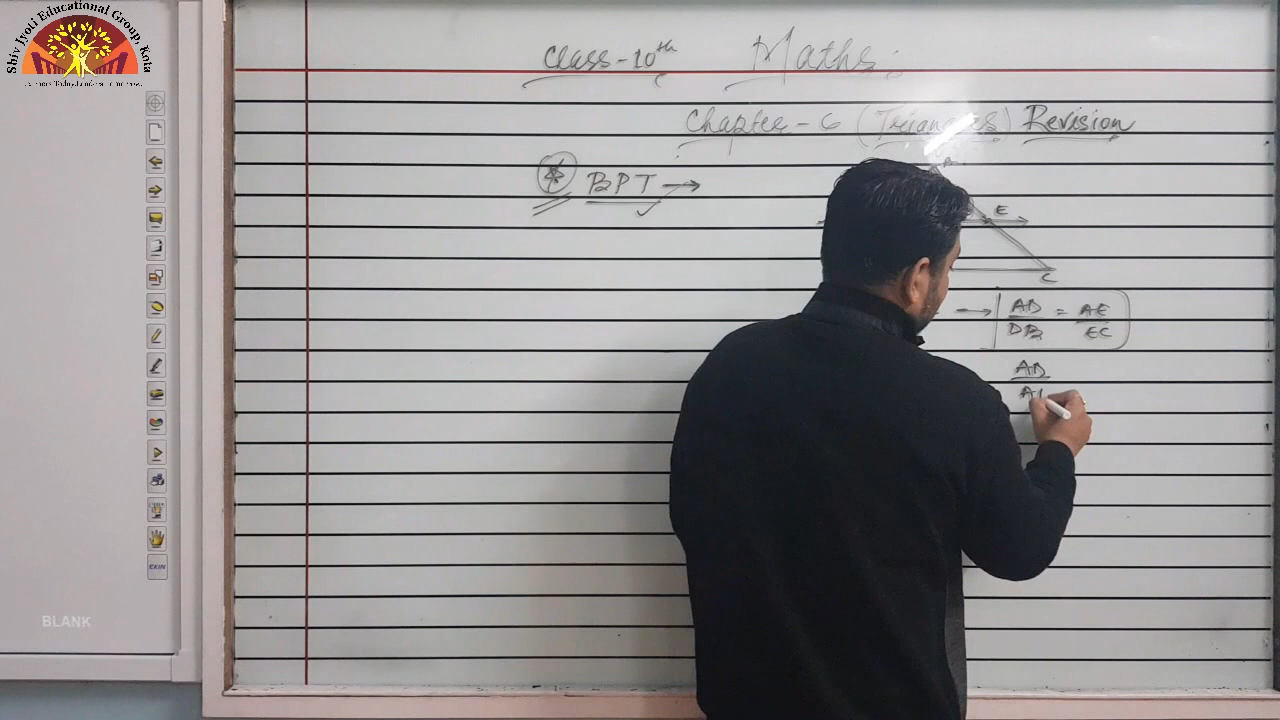 Shiv Jyoti Educational Group, Kota
Class-10th Maths
Chapter-6 (Triangles) Revision
BPT →
E
C
→ AD/DB = AE/EC
AD
BLANK